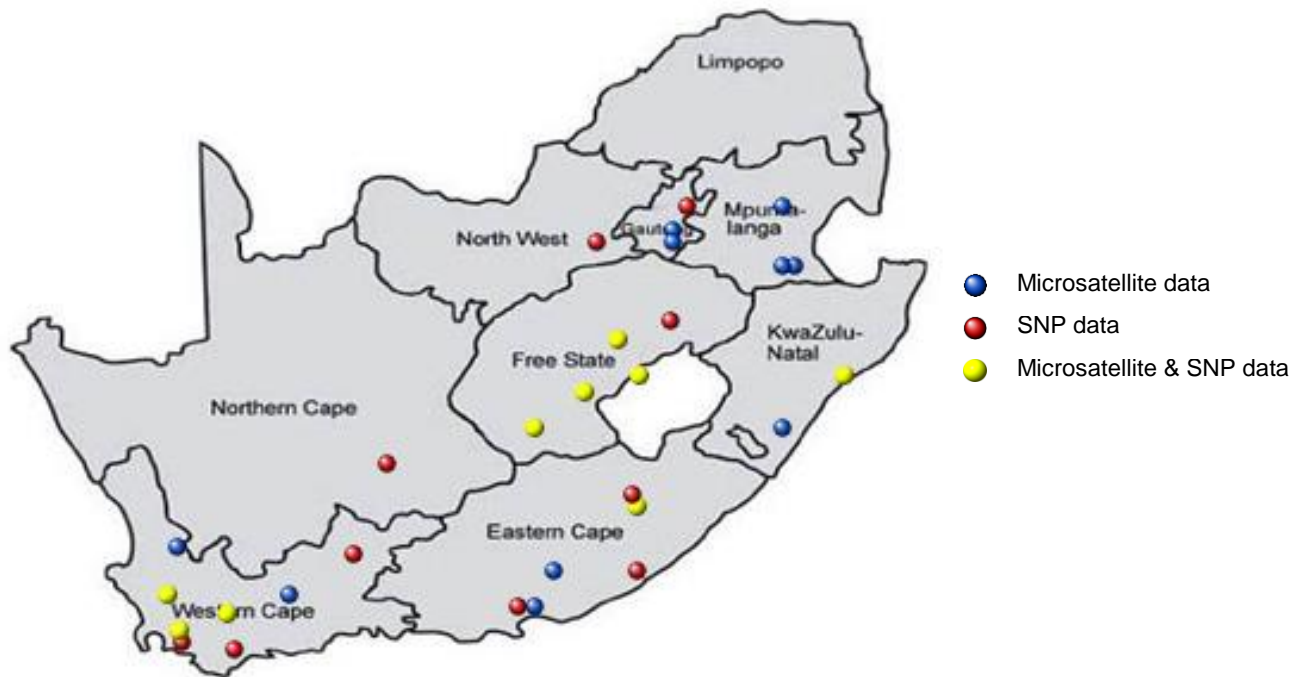 Limpopo
Mpuma-
langa
Gauteng
North West
Microsatellite data
SNP data
Microsatellite & SNP data
KwaZulu-
Natal
Free State
Northern Cape
Eastern Cape
Western Cape